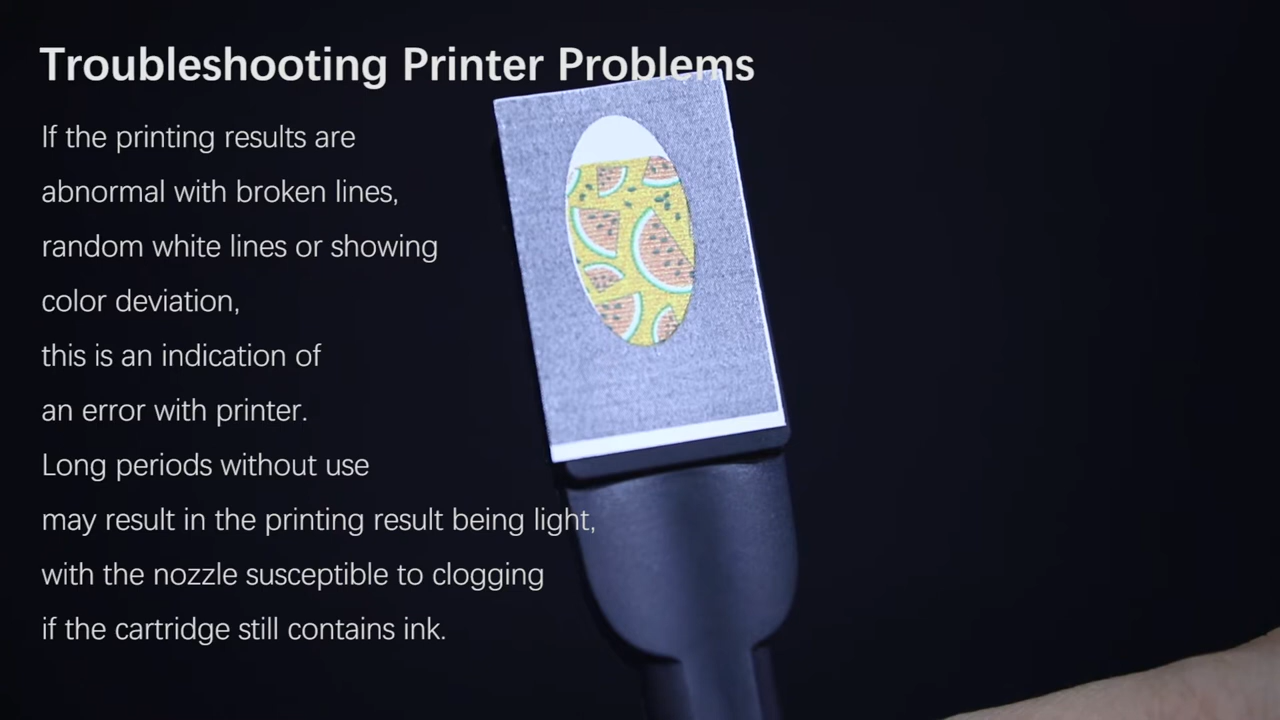 Troubleshooting Printer Problems
If the printing results are
abnormal with broken lines,
random white lines or showing
color deviation,
this is an indication of
an error with printer.
Long periods without use
may result in the printing result being light,
with the nozzle susceptible to clogging
if the cartridge still contains ink.